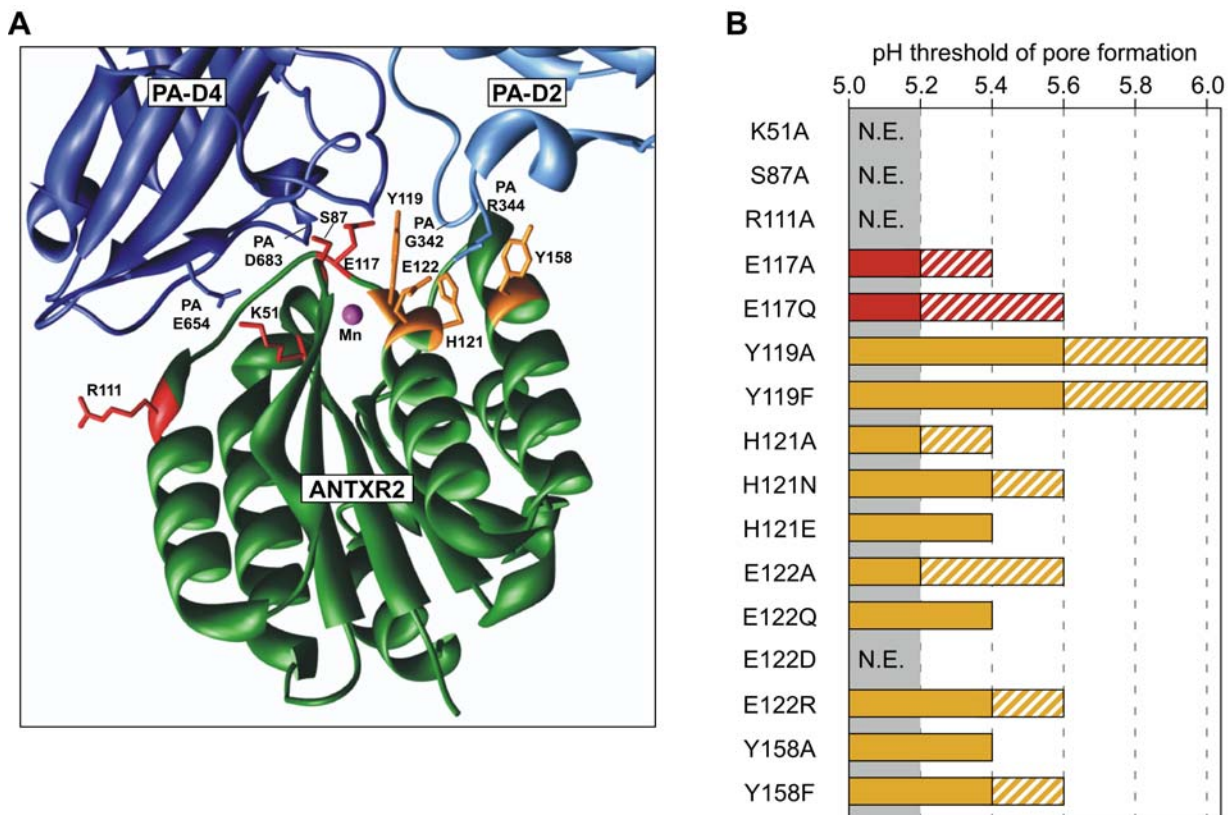 A
PA-D4
PA-D2
Y119
PA
R344
S87
PA
G342
PA
D683
E117
E122
Y158
PA
E654
K51
Mn
H121
R111
ANTXR2
B
pH threshold of pore formation
5.0 5.2 5.4 5.6 5.8 6.0
K51A N.E.
S87A N.E.
R111A N.E.
E117A
E117Q
Y119A
Y119F
H121A
H121N
H121E
E122A
E122Q
E122D N.E.
E122R
Y158A
Y158F